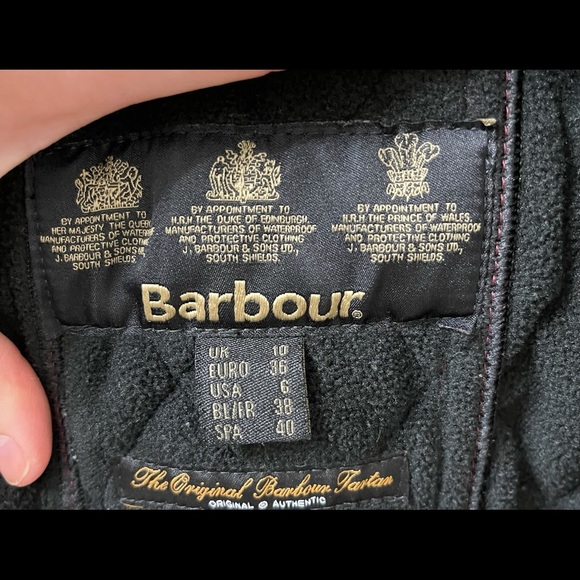 BY APPOINTMENT TO
HER MAJESTY THE QUEEN
MANUFACTURERS OF WATERPROOF
AND PROTECTIVE CLOTHING
J. BARBOUR & SONS LTD.,
SOUTH SHIELDS.
BY APPOINTMENT TO
H.R.H THE DUKE OF EDINBURGH.
MANUFACTURERS OF WATERPROOF
AND PROTECTIVE CLOTHING
J. BARBOUR & SONS LTD.,
SOUTH SHIELDS.
BY APPOINTMENT TO
H.R.H THE PRINCE OF WALES.
MANUFACTURERS OF WATERPROOF
AND PROTECTIVE CLOTHING
J. BARBOUR & SONS LTD.,
SOUTH SHIELDS.
Barbour®
UK 10
EURO 36
USA 6
BL/FR 38
SPA 40
The Original Barbour Tartan
ORIGINAL © AUTHENTIC